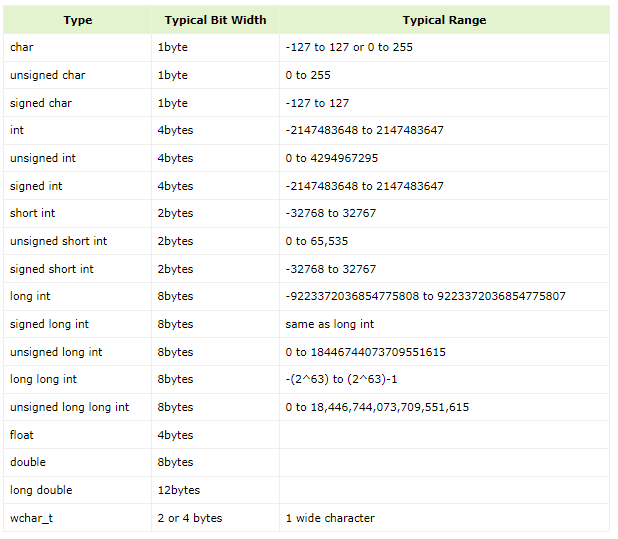 Type Typical Bit Width Typical Range
char 1byte -127 to 127 or 0 to 255
unsigned char 1byte 0 to 255
signed char 1byte -127 to 127
int 4bytes -2147483648 to 2147483647
unsigned int 4bytes 0 to 4294967295
signed int 4bytes -2147483648 to 2147483647
short int 2bytes -32768 to 32767
unsigned short int 2bytes 0 to 65,535
signed short int 2bytes -32768 to 32767
long int 8bytes -9223372036854775808 to 9223372036854775807
signed long int 8bytes same as long int
unsigned long int 8bytes 0 to 18446744073709551615
long long int 8bytes -(2^63) to (2^63)-1
unsigned long long int 8bytes 0 to 18,446,744,073,709,551,615
float 4bytes
double 8bytes
long double 12bytes
wchar_t 2 or 4 bytes 1 wide character